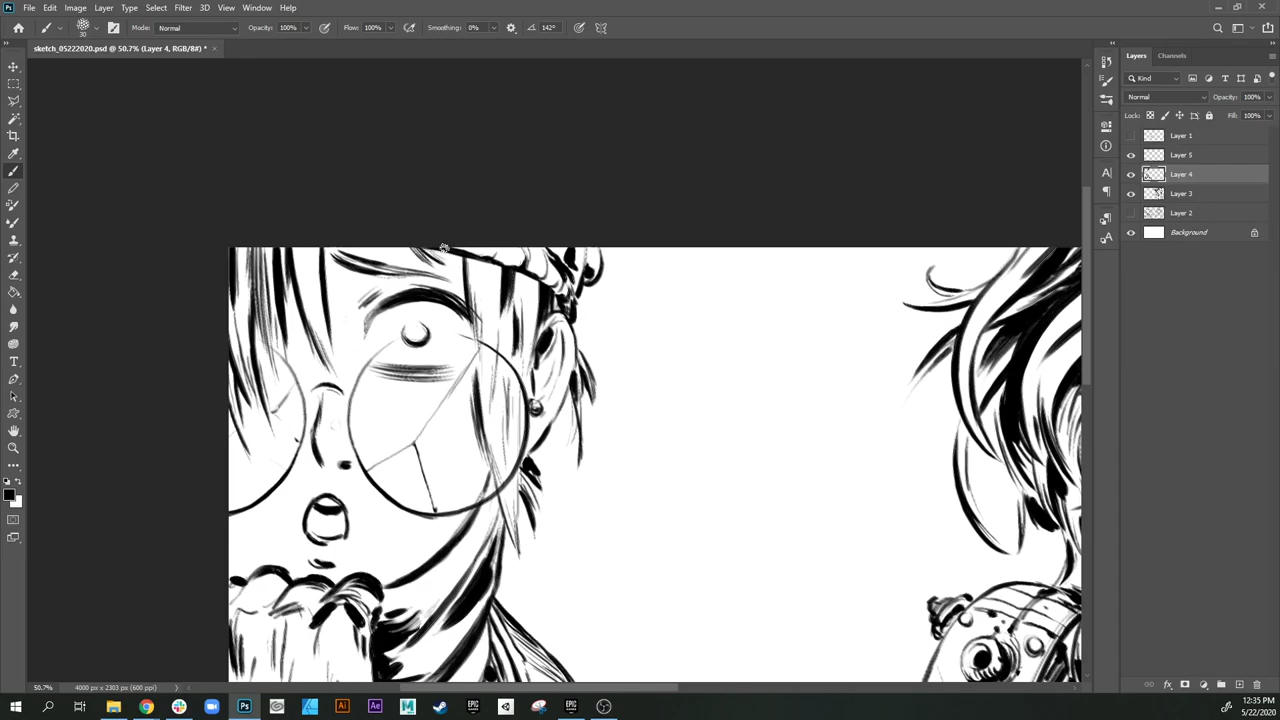 File Edit Image Layer Type Select Filter 3D View Window Help
30 Mode: Normal Opacity: 100% Flow: 100% Smoothing: 0% 142°
sketch_05222020.psd @ 50.7% (Layer 4, RGB/8#) * ×
Layers Channels
Kind
Normal Opacity: 100%
Lock: Fill: 100%
Layer 1
Layer 5
Layer 4
Layer 3
Layer 2
Background
50.7% 4000 px x 2303 px (600 ppi)
12:35 PM
5/22/2020